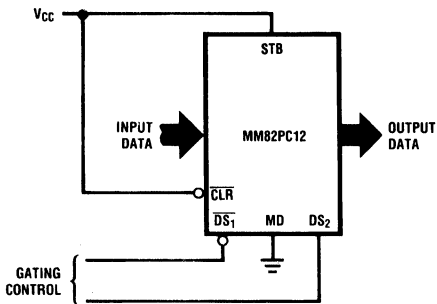 VCC
STB
INPUT
DATA
MM82PC12
OUTPUT
DATA
CLR
DS1 MD DS2
GATING
CONTROL